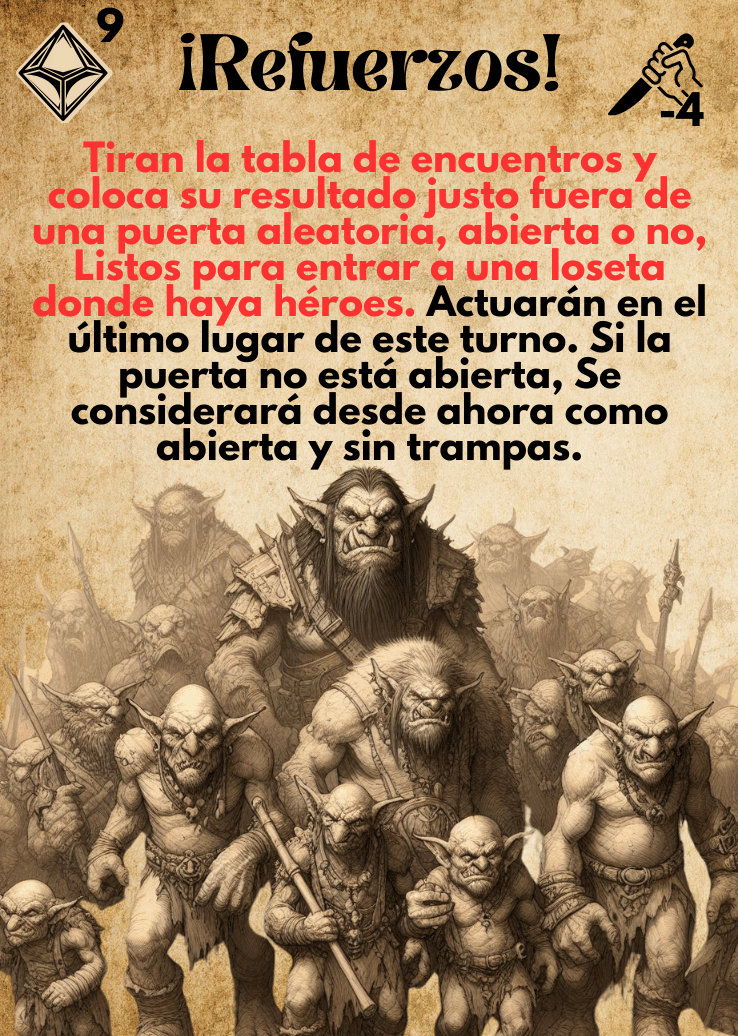 9
¡Refuerzos!
-4
Tiran la tabla de encuentros y
coloca su resultado justo fuera de
una puerta aleatoria, abierta o no,
Listos para entrar a una loseta
donde haya héroes. Actuarán en el
último lugar de este turno. Si la
puerta no está abierta, Se
considerará desde ahora como
abierta y sin trampas.